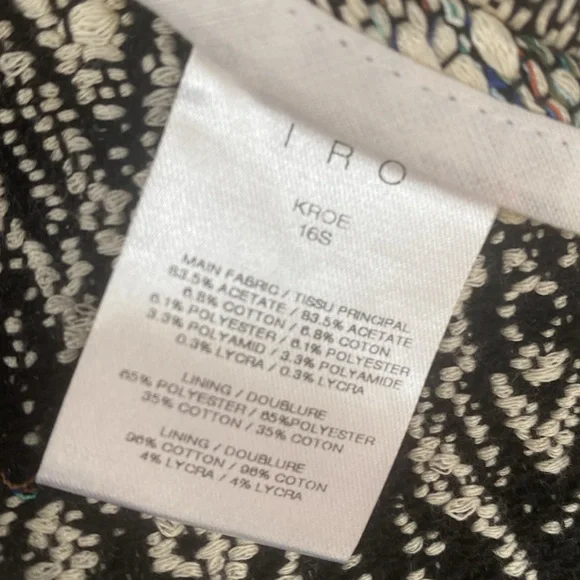 IRO
KROE
16S
MAIN FABRIC / TISSU PRINCIPAL
83.5% ACETATE / 83.5% ACETATE
6.8% COTTON / 6.8% COTON
6.1% POLYESTER / 6.1% POLYESTER
3.3% POLYAMID / 3.3% POLYAMIDE
0.3% LYCRA / 0.3% LYCRA
LINING / DOUBLURE
65% POLYESTER / 65%POLYESTER
35% COTTON / 35% COTON
LINING / DOUBLURE
96% COTTON / 96% COTON
4% LYCRA / 4% LYCRA